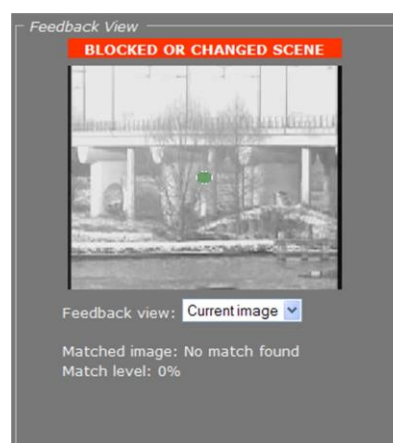 Feedback View
BLOCKED OR CHANGED SCENE
Feedback view: Current image
Matched image: No match found
Match level: 0%